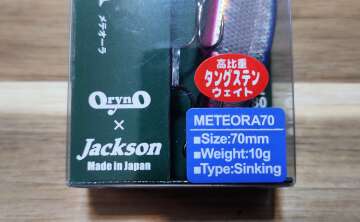 メテオーラ
高比重
タングステン
ウェイト
OrynO
×
Jackson
Made in Japan
METEORA70
■Size:70mm
■Weight:10g
■Type:Sinking